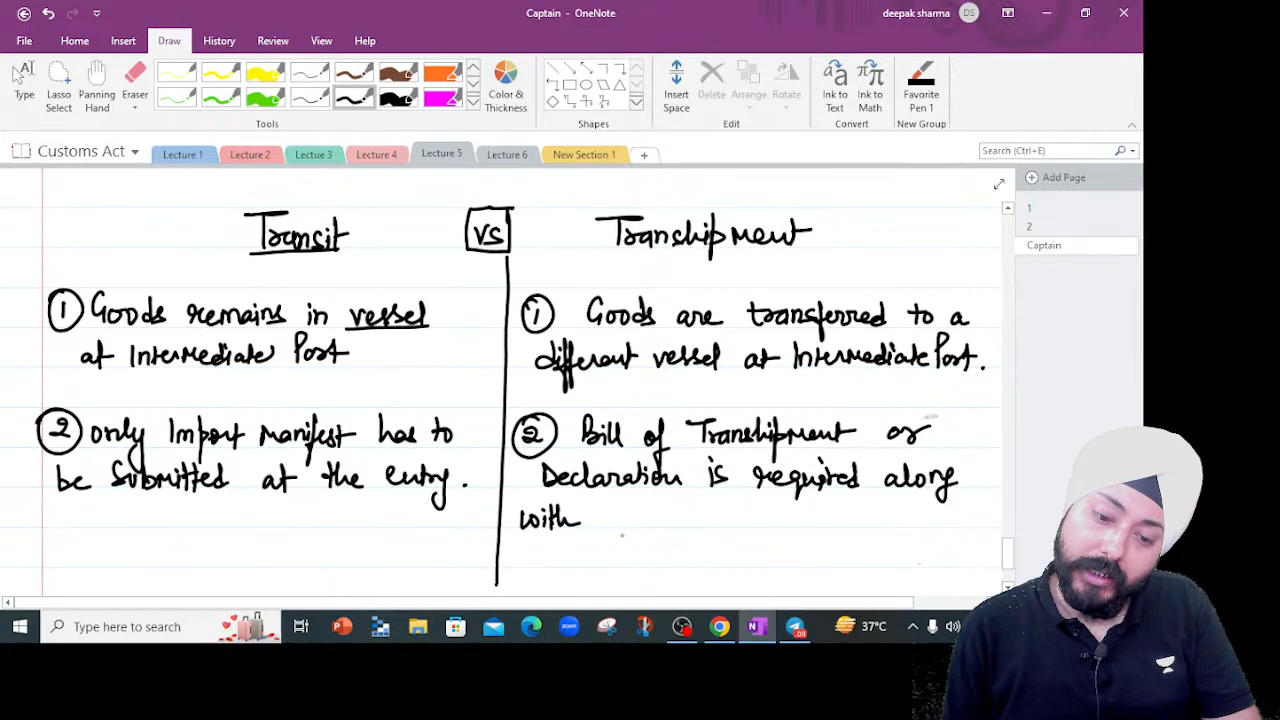 Captain - OneNote
deepak sharma DS
File Home Insert Draw History Review View Help
Type Lasso Select Panning Hand Eraser Color & Thickness Insert Space Delete Arrange Rotate Ink to Text Ink to Math Favorite Pen 1
Tools Shapes Edit Convert New Group
Customs Act Lecture 1 Lecture 2 Lectue 3 Lecture 4 Lecture 5 Lecture 6 New Section 1 Search (Ctrl+E)
Add Page
1
2
Captain
Transit vs Transhipment
① Goods remains in vessel
at Intermediate Port
② only Import manifest has to
be Submitted at the entry.
① Goods are transferred to a
different vessel at Intermediate Port.
② Bill of Transhipment or
Declaration is required along
with
Type here to search 09 37°C